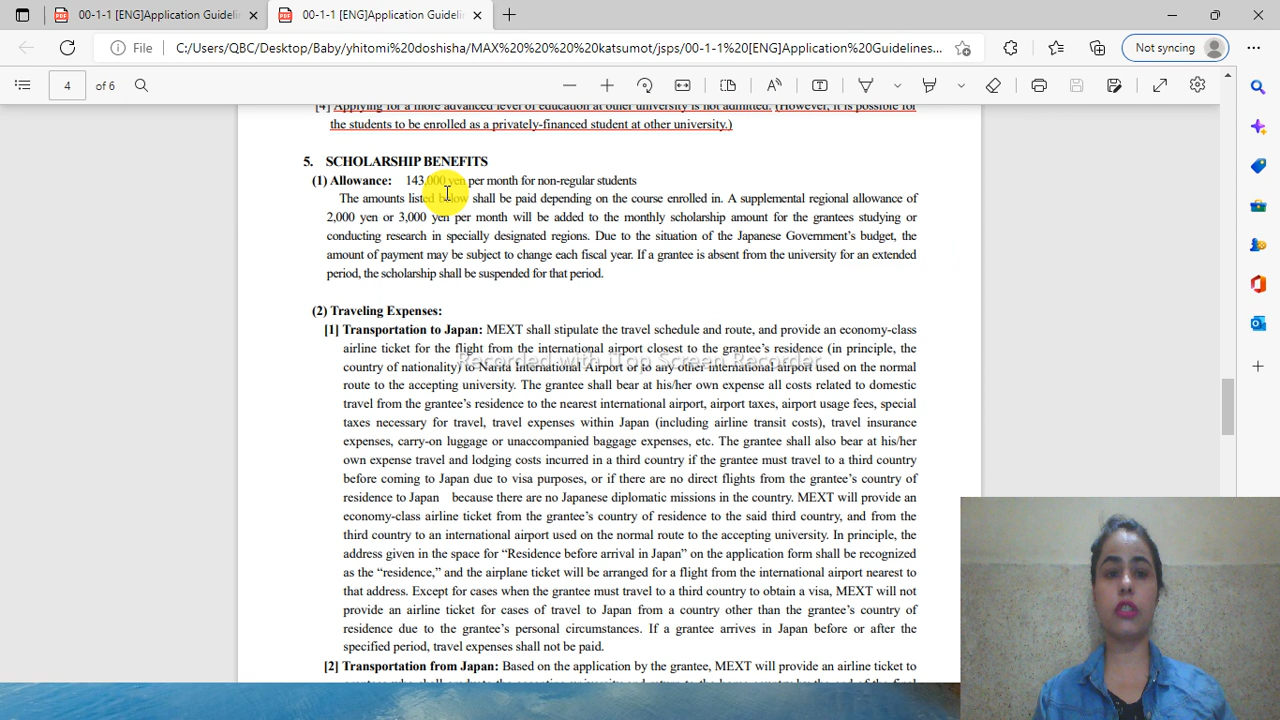 00-1-1 [ENG]Application Guideli
00-1-1 [ENG]Application Guideli
File
C:/Users/QBC/Desktop/Baby/yhitomi%20doshisha/MAX%20%20%20%20katsumot/jsps/00-1-1%20[ENG]Application%20Guidelines...
Not syncing
4 of 6
[4] Applying for a more advanced level of education at other university is not admitted. (However, it is possible for
the students to be enrolled as a privately-financed student at other university.)
5. SCHOLARSHIP BENEFITS
(1) Allowance: 143,000 yen per month for non-regular students
The amounts listed below shall be paid depending on the course enrolled in. A supplemental regional allowance of
2,000 yen or 3,000 yen per month will be added to the monthly scholarship amount for the grantees studying or
conducting research in specially designated regions. Due to the situation of the Japanese Government's budget, the
amount of payment may be subject to change each fiscal year. If a grantee is absent from the university for an extended
period, the scholarship shall be suspended for that period.
(2) Traveling Expenses:
[1] Transportation to Japan: MEXT shall stipulate the travel schedule and route, and provide an economy-class
airline ticket for the flight from the international airport closest to the grantee's residence (in principle, the
country of nationality) to Narita International Airport or to any other international airport used on the normal
Recorded with iTop Screen Recorder
route to the accepting university. The grantee shall bear at his/her own expense all costs related to domestic
travel from the grantee's residence to the nearest international airport, airport taxes, airport usage fees, special
taxes necessary for travel, travel expenses within Japan (including airline transit costs), travel insurance
expenses, carry-on luggage or unaccompanied baggage expenses, etc. The grantee shall also bear at his/her
own expense travel and lodging costs incurred in a third country if the grantee must travel to a third country
before coming to Japan due to visa purposes, or if there are no direct flights from the grantee's country of
residence to Japan because there are no Japanese diplomatic missions in the country. MEXT will provide an
economy-class airline ticket from the grantee's country of residence to the said third country, and from the
third country to an international airport used on the normal route to the accepting university. In principle, the
address given in the space for "Residence before arrival in Japan" on the application form shall be recognized
as the "residence," and the airplane ticket will be arranged for a flight from the international airport nearest to
that address. Except for cases when the grantee must travel to a third country to obtain a visa, MEXT will not
provide an airline ticket for cases of travel to Japan from a country other than the grantee's country of
residence due to the grantee's personal circumstances. If a grantee arrives in Japan before or after the
specified period, travel expenses shall not be paid.
[2] Transportation from Japan: Based on the application by the grantee, MEXT will provide an airline ticket to